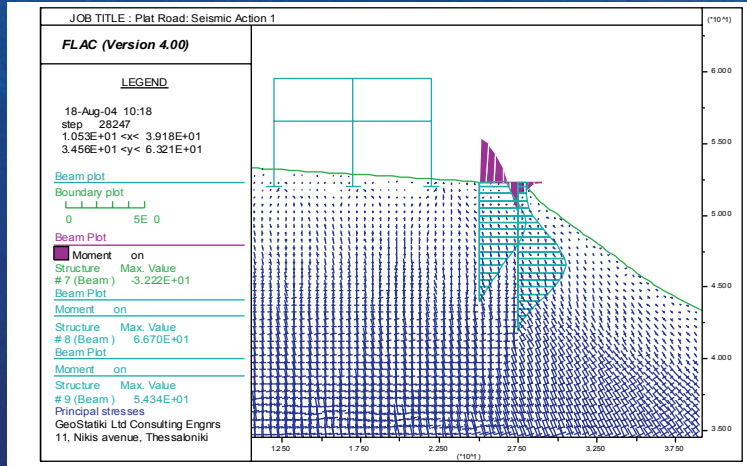 JOB TITLE : Plat Road: Seismic Action 1
FLAC (Version 4.00)
LEGEND
18-Aug-04 10:18
step 28247
1.053E+01 <x< 3.918E+01
3.456E+01 <y< 6.321E+01
Beam plot
Boundary plot
0 5E 0
Beam Plot
Moment on
Structure Max. Value
# 7 (Beam ) -3.222E+01
Beam Plot
Moment on
Structure Max. Value
# 8 (Beam ) 6.670E+01
Beam Plot
Moment on
Structure Max. Value
# 9 (Beam ) 5.434E+01
Principal stresses
GeoStatiki Ltd Consulting Engnrs
11, Nikis avenue, Thessaloniki
(*10^1)
6.000
5.500
5.000
4.500
4.000
3.500
1.250 1.750 2.250 2.750 3.250 3.750
(*10^1)